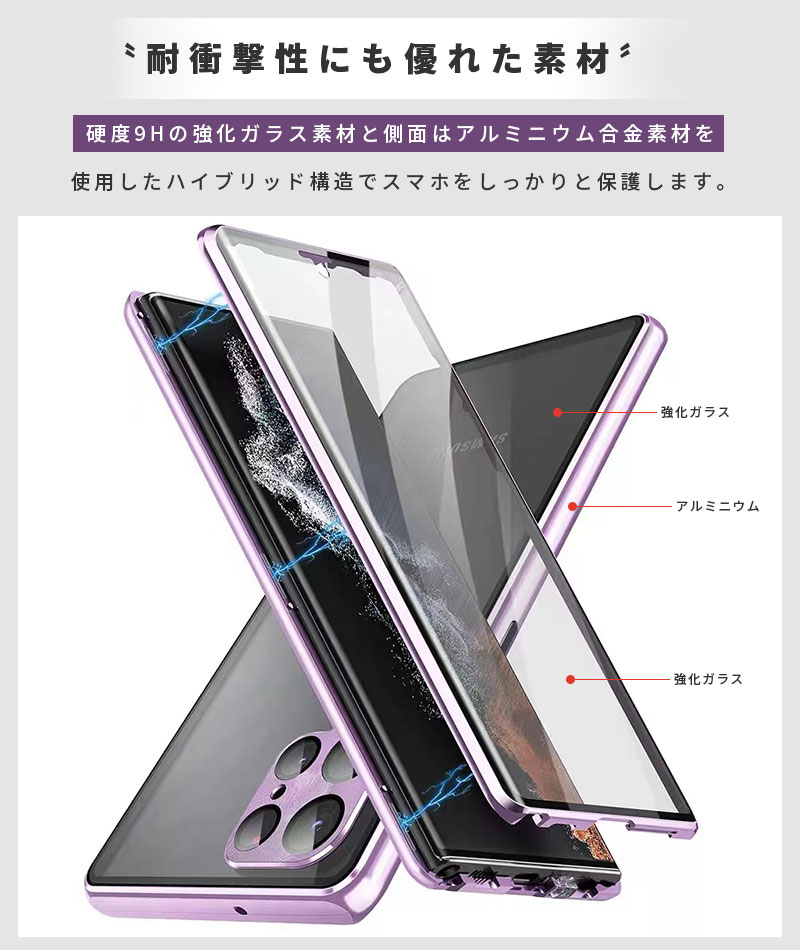 〝耐衝撃性にも優れた素材〞
硬度9Hの強化ガラス素材と側面はアルミニウム合金素材を
使用したハイブリッド構造でスマホをしっかりと保護します。
強化ガラス
SAMSUNG
アルミニウム
強化ガラス